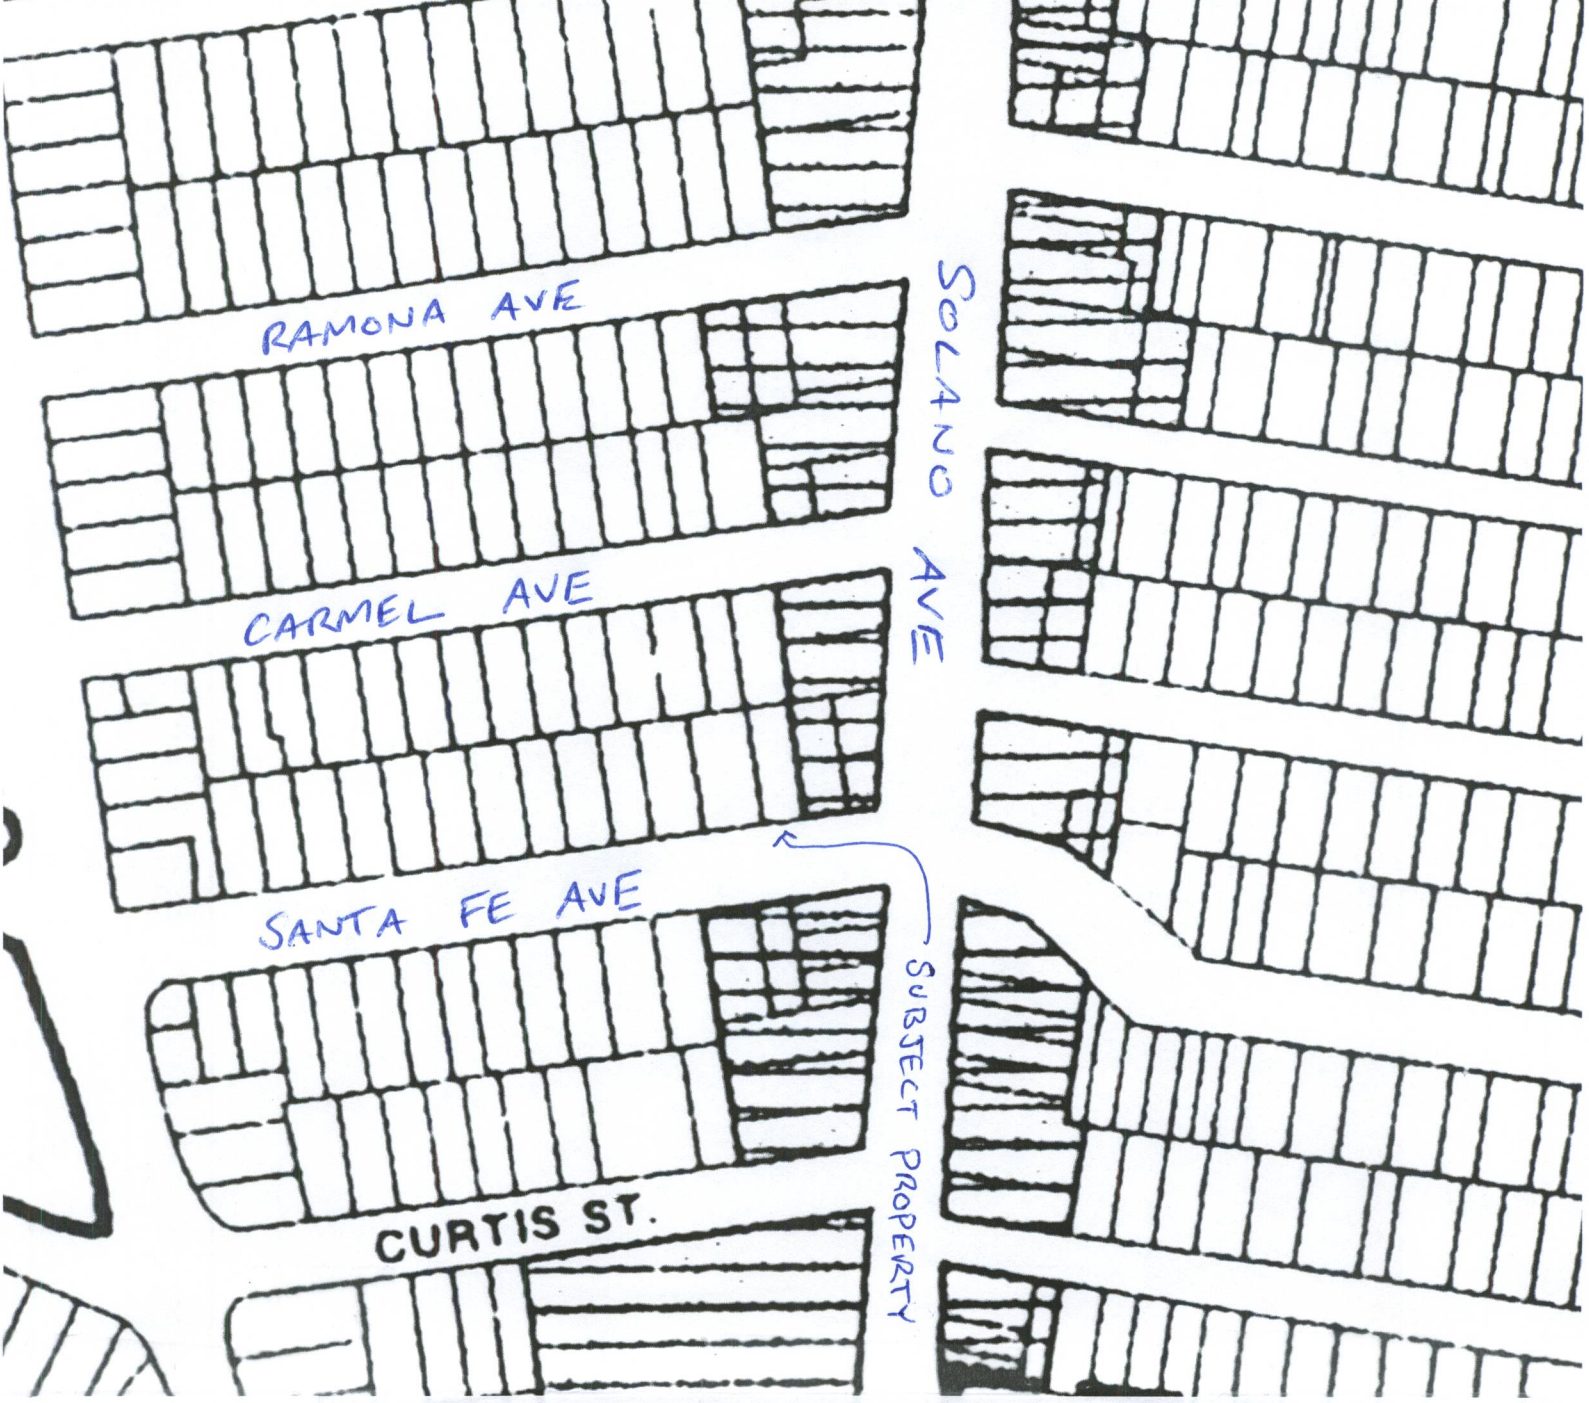 RAMONA AVE
SOLANO AVE
CARMEL AVE
SANTA FE AVE
SUBJECT PROPERTY
CURTIS ST.